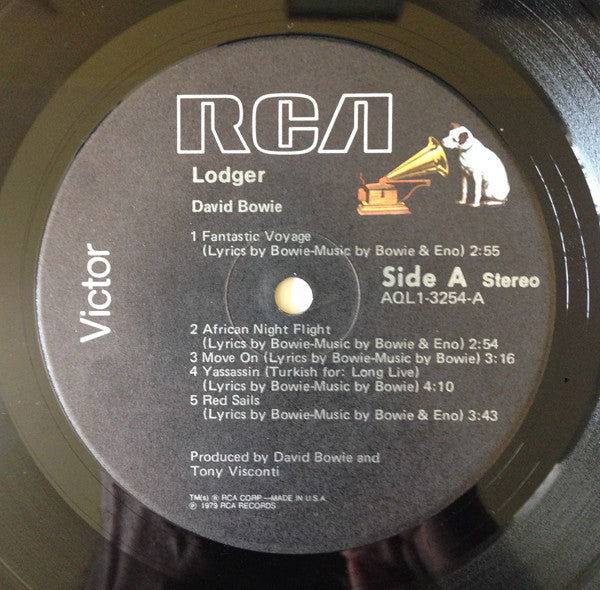 RCA
Lodger
David Bowie
1 Fantastic Voyage
(Lyrics by Bowie-Music by Bowie & Eno) 2:55
Side A Stereo
AQL1-3254-A
Victor
2 African Night Flight
(Lyrics by Bowie-Music by Bowie & Eno) 2:54
3 Move On (Lyrics by Bowie-Music by Bowie) 3:16
4 Yassassin (Turkish for: Long Live)
(Lyrics by Bowie-Music by Bowie) 4:10
5 Red Sails
(Lyrics by Bowie-Music by Bowie & Eno) 3:43
Produced by David Bowie and
Tony Visconti
TM(s) ® RCA CORP.—MADE IN U.S.A.
℗ 1979 RCA RECORDS